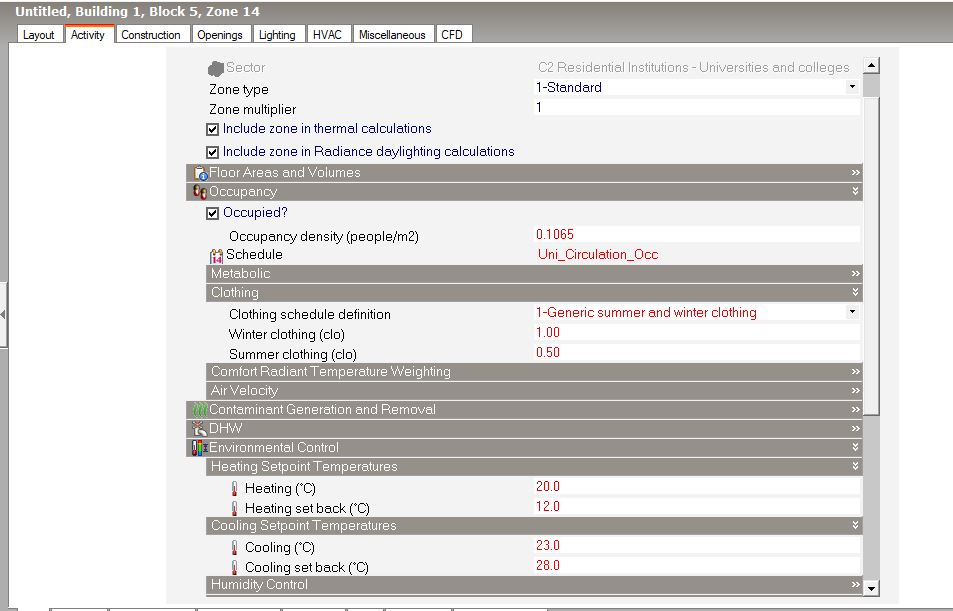 Untitled, Building 1, Block 5, Zone 14
Layout Activity Construction Openings Lighting HVAC Miscellaneous CFD
Sector C2 Residential Institutions - Universities and colleges
Zone type 1-Standard
Zone multiplier 1
Include zone in thermal calculations
Include zone in Radiance daylighting calculations
Floor Areas and Volumes »
Occupancy
Occupied?
Occupancy density (people/m2) 0.1065
14 Schedule Uni_Circulation_Occ
Metabolic »
Clothing
Clothing schedule definition 1-Generic summer and winter clothing
Winter clothing (clo) 1.00
Summer clothing (clo) 0.50
Comfort Radiant Temperature Weighting »
Air Velocity »
Contaminant Generation and Removal »
DHW »
Environmental Control
Heating Setpoint Temperatures
Heating (°C) 20.0
Heating set back (°C) 12.0
Cooling Setpoint Temperatures
Cooling (°C) 23.0
Cooling set back (°C) 28.0
Humidity Control »